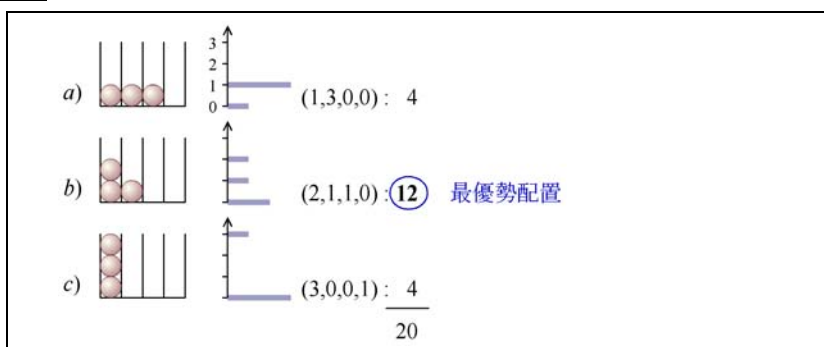 3
2
1
0
a) (1,3,0,0) : 4
b) (2,1,1,0) : 12 最優勢配置
c) (3,0,0,1) : 4
20